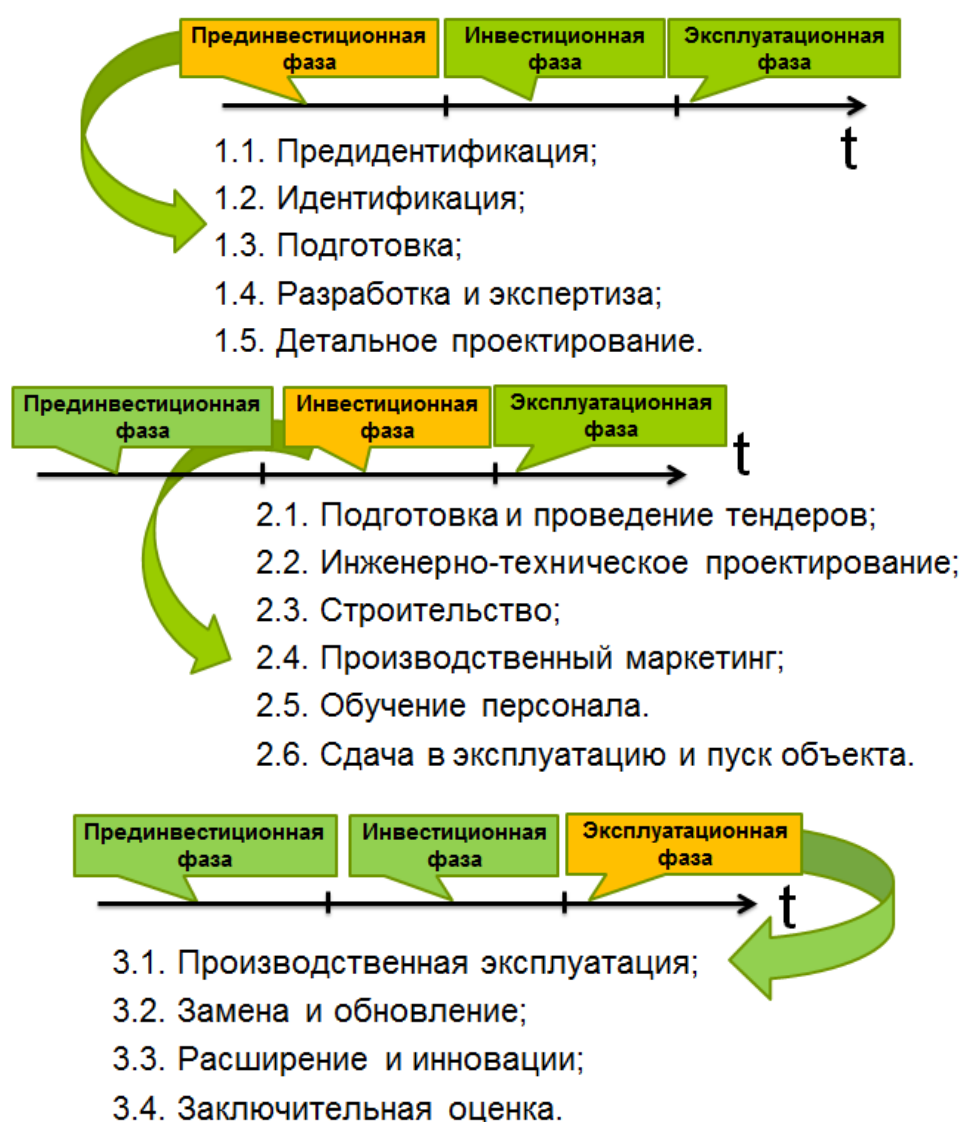 Прединвестиционная
фаза
Инвестиционная
фаза
Эксплуатационная
фаза
t
1.1. Предидентификация;
1.2. Идентификация;
1.3. Подготовка;
1.4. Разработка и экспертиза;
1.5. Детальное проектирование.
Прединвестиционная
фаза
Инвестиционная
фаза
Эксплуатационная
фаза
t
2.1. Подготовка и проведение тендеров;
2.2. Инженерно-техническое проектирование;
2.3. Строительство;
2.4. Производственный маркетинг;
2.5. Обучение персонала.
2.6. Сдача в эксплуатацию и пуск объекта.
Прединвестиционная
фаза
Инвестиционная
фаза
Эксплуатационная
фаза
t
3.1. Производственная эксплуатация;
3.2. Замена и обновление;
3.3. Расширение и инновации;
3.4. Заключительная оценка.